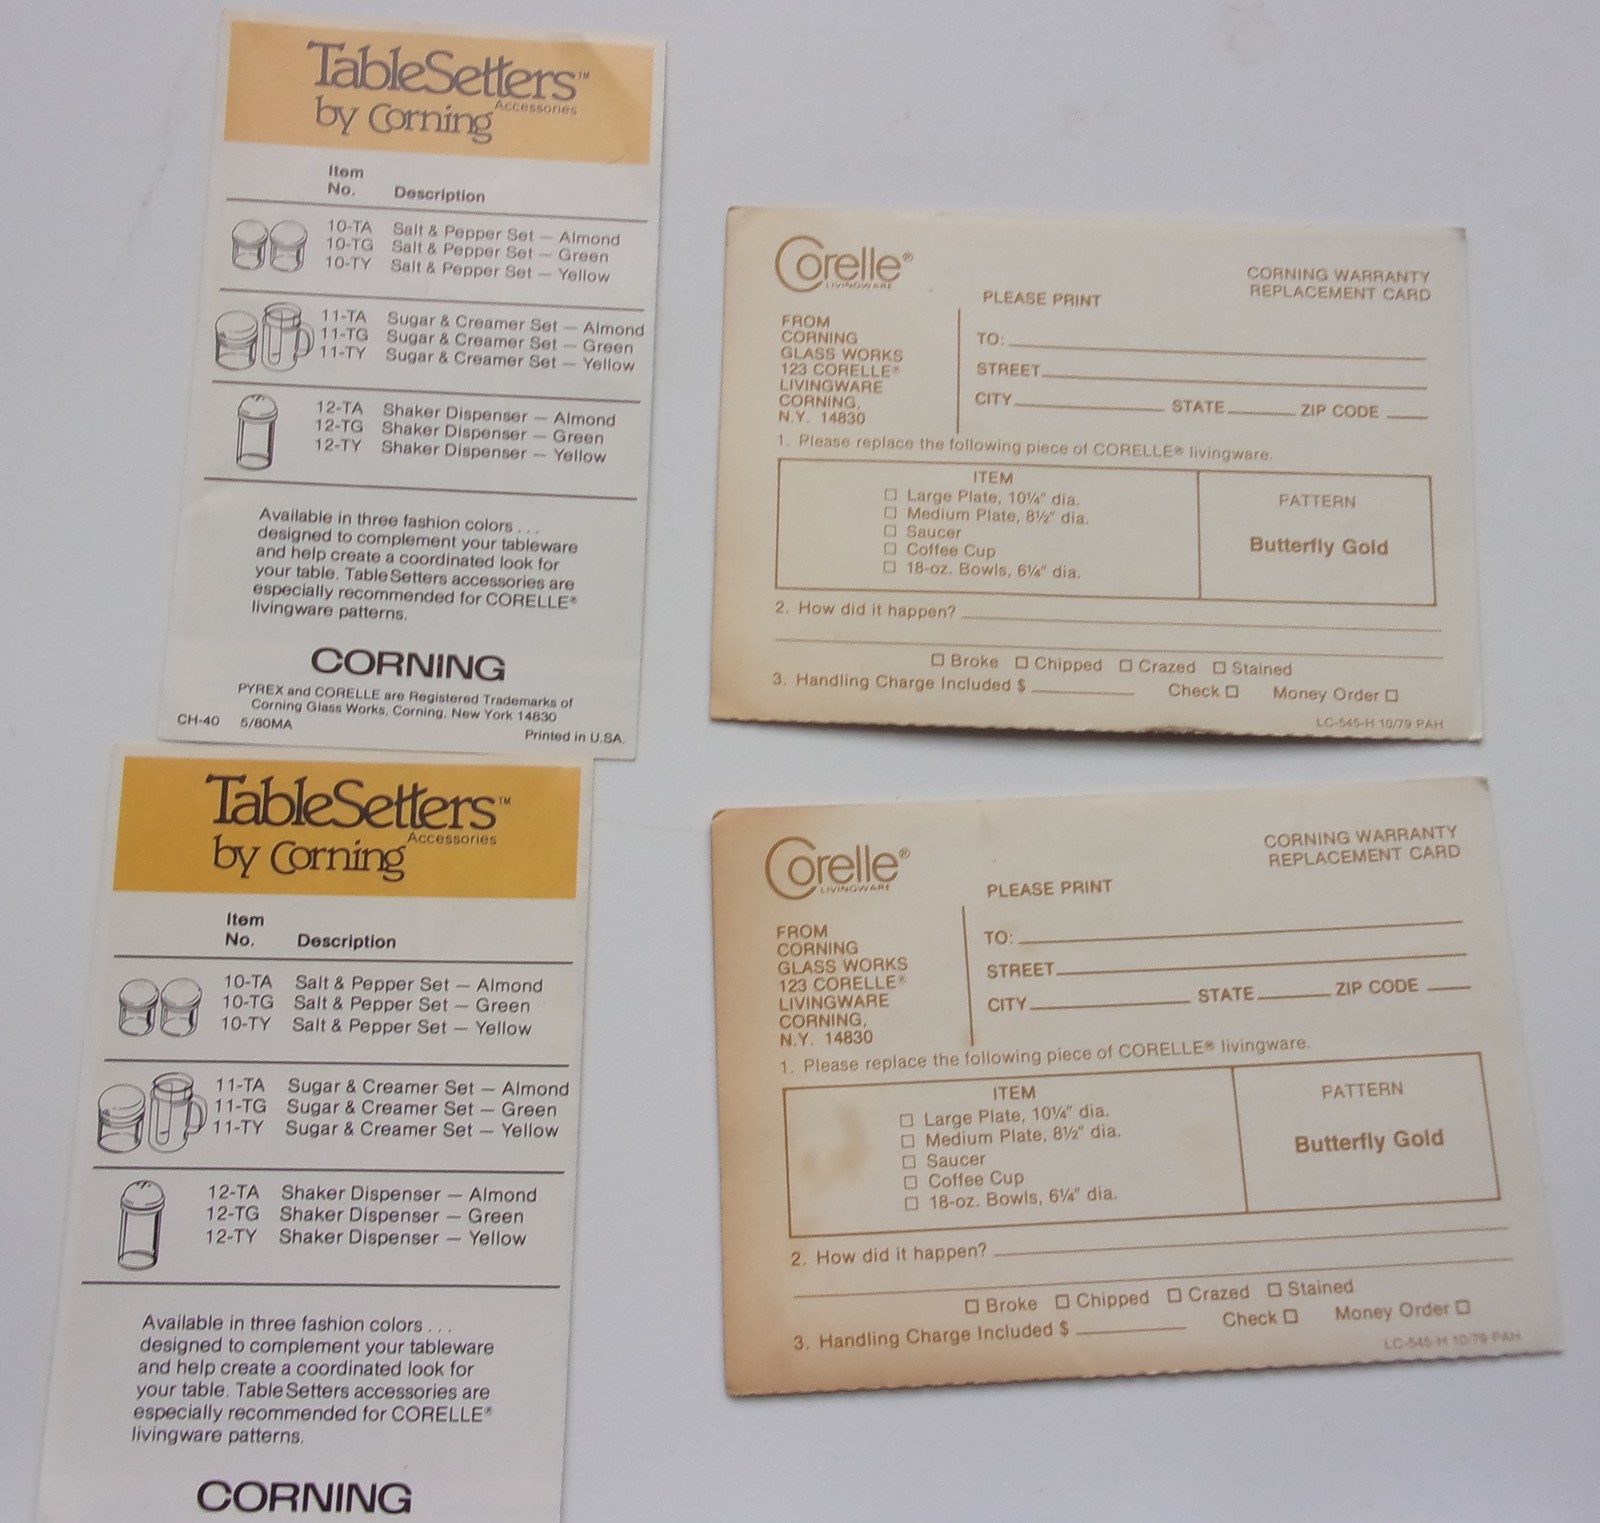 TableSetters™
Accessories
by Corning
Item
No. Description
10-TA Salt & Pepper Set — Almond
10-TG Salt & Pepper Set — Green
10-TY Salt & Pepper Set — Yellow
11-TA Sugar & Creamer Set — Almond
11-TG Sugar & Creamer Set — Green
11-TY Sugar & Creamer Set — Yellow
12-TA Shaker Dispenser — Almond
12-TG Shaker Dispenser — Green
12-TY Shaker Dispenser — Yellow
Available in three fashion colors . . .
designed to complement your tableware
and help create a coordinated look for
your table. TableSetters accessories are
especially recommended for CORELLE®
livingware patterns.
CORNING
PYREX and CORELLE are Registered Trademarks of
Corning Glass Works, Corning, New York 14830
CH-40 5/80MA
Printed in U.SA.
TableSetters™
Accessories
by Corning
Item
No. Description
10-TA Salt & Pepper Set — Almond
10-TG Salt & Pepper Set — Green
10-TY Salt & Pepper Set — Yellow
11-TA Sugar & Creamer Set — Almond
11-TG Sugar & Creamer Set — Green
11-TY Sugar & Creamer Set — Yellow
12-TA Shaker Dispenser — Almond
12-TG Shaker Dispenser — Green
12-TY Shaker Dispenser — Yellow
Available in three fashion colors . . .
designed to complement your tableware
and help create a coordinated look for
your table. TableSetters accessories are
especially recommended for CORELLE®
livingware patterns.
CORNING
Corelle®
LIVINGWARE
CORNING WARRANTY
REPLACEMENT CARD
PLEASE PRINT
FROM
CORNING
GLASS WORKS
123 CORELLE®
LIVINGWARE
CORNING,
N.Y. 14830
TO:
STREET
CITY STATE ZIP CODE
1. Please replace the following piece of CORELLE® livingware.
ITEM
□ Large Plate, 10¼" dia.
□ Medium Plate, 8½" dia.
□ Saucer
□ Coffee Cup
□ 18-oz. Bowls, 6¼" dia.
PATTERN
Butterfly Gold
2. How did it happen?
□ Broke □ Chipped □ Crazed □ Stained
3. Handling Charge Included $ Check □ Money Order □
LC-545-H 10/79 PAH
Corelle®
LIVINGWARE
CORNING WARRANTY
REPLACEMENT CARD
PLEASE PRINT
FROM
CORNING
GLASS WORKS
123 CORELLE®
LIVINGWARE
CORNING,
N.Y. 14830
TO:
STREET
CITY STATE ZIP CODE
1. Please replace the following piece of CORELLE® livingware.
ITEM
□ Large Plate, 10¼" dia.
□ Medium Plate, 8½" dia.
□ Saucer
□ Coffee Cup
□ 18-oz. Bowls, 6¼" dia.
PATTERN
Butterfly Gold
2. How did it happen?
□ Broke □ Chipped □ Crazed □ Stained
3. Handling Charge Included $ Check □ Money Order □
LC-545-H 10/79 PAH